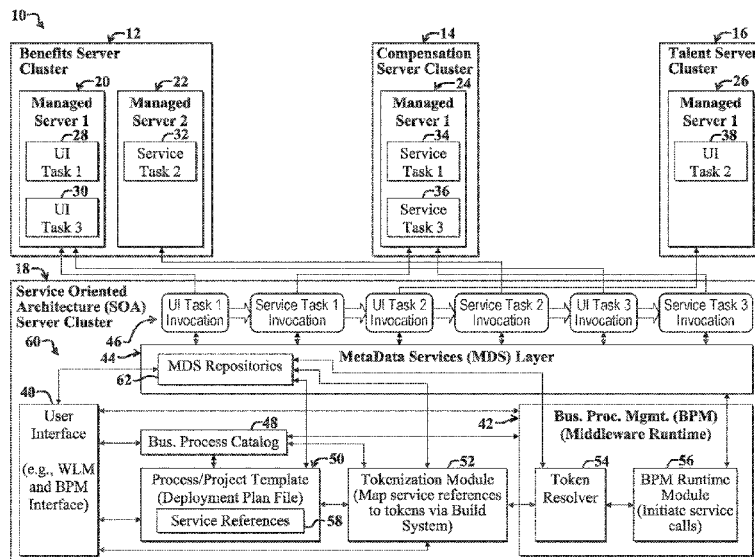 10
12
Benefits Server
Cluster
20
Managed
Server 1
28
UI
Task 1
30
UI
Task 3
22
Managed
Server 2
32
Service
Task 2
14
Compensation
Server Cluster
24
Managed
Server 1
34
Service
Task 1
36
Service
Task 3
16
Talent Server
Cluster
26
Managed
Server 1
38
UI
Task 2
18
Service Oriented
Architecture (SOA)
Server Cluster
46
UI Task 1
Invocation
Service Task 1
Invocation
UI Task 2
Invocation
Service Task 2
Invocation
UI Task 3
Invocation
Service Task 3
Invocation
60
44
MetaData Services (MDS) Layer
MDS Repositories
62
40
User
Interface
(e.g., WLM
and BPM
Interface)
48
Bus. Process Catalog
50
Process/Project Template
(Deployment Plan File)
Service References
58
52
Tokenization Module
(Map service references
to tokens via Build
System)
42
Bus. Proc. Mgmt. (BPM)
(Middleware Runtime)
54
Token
Resolver
56
BPM Runtime
Module
(Initiate service
calls)